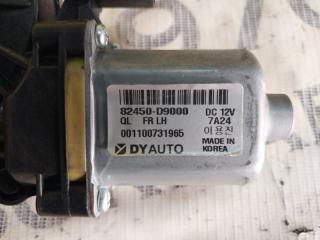 82450-D9000 DC 12V
QL FR LH 7A24
001100731965 이용진
DYAUTO MADE IN
KOREA